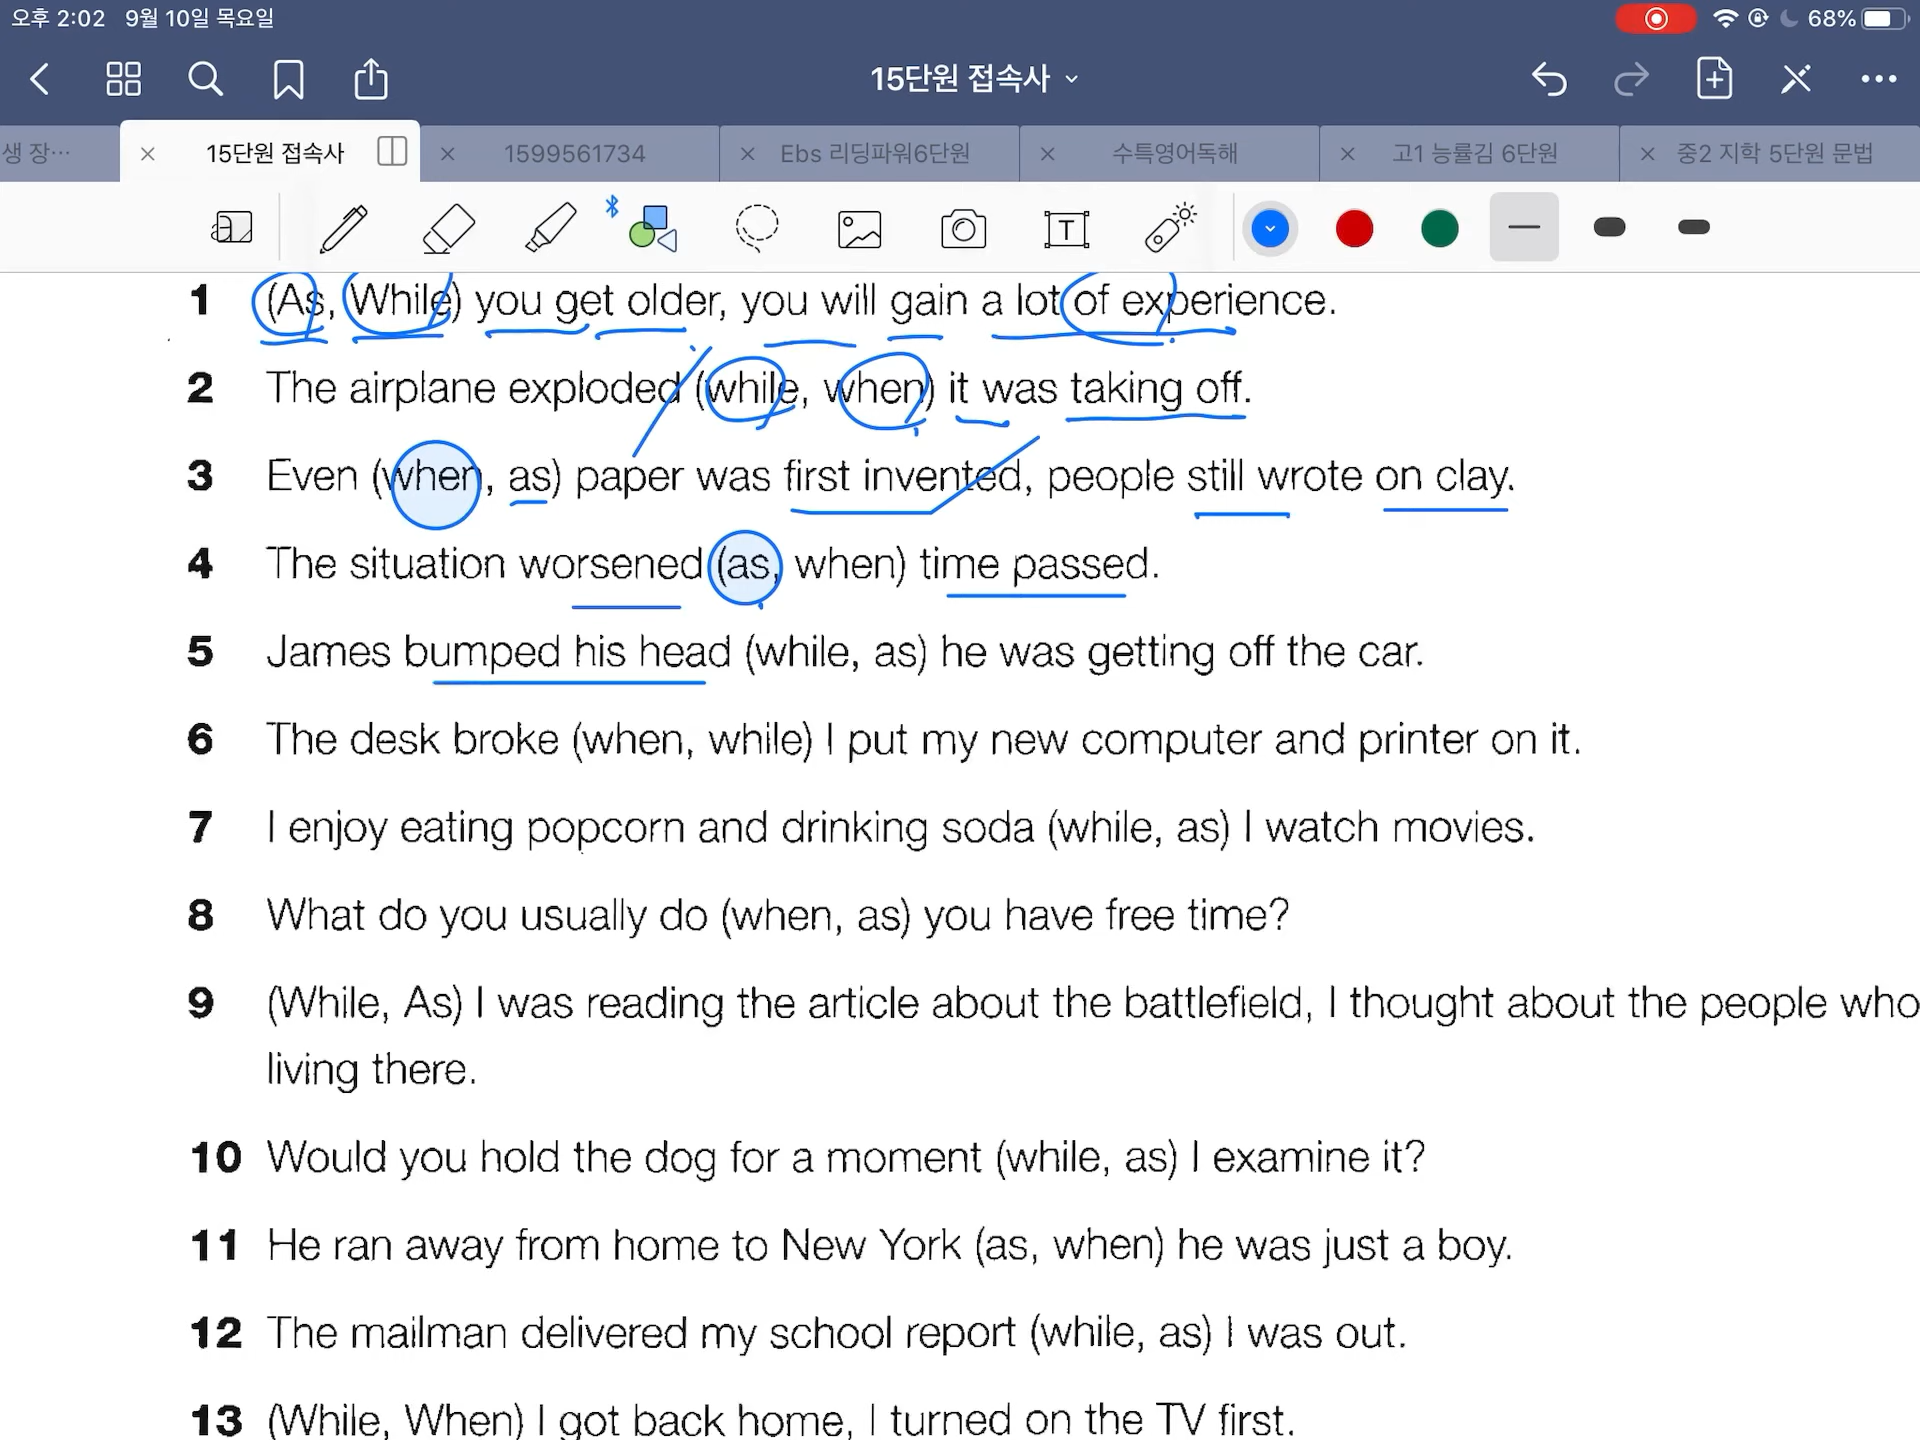 오후 2:02 9월 10일 목요일 68%
15단원 접속사
생 장… 15단원 접속사 1599561734 Ebs 리딩파워6단원 수특영어독해 고1 능률김 6단원 중2 지학 5단원 문법
1 (As, While) you get older, you will gain a lot of experience.
2 The airplane exploded (while, when) it was taking off.
3 Even (when, as) paper was first invented, people still wrote on clay.
4 The situation worsened (as, when) time passed.
5 James bumped his head (while, as) he was getting off the car.
6 The desk broke (when, while) I put my new computer and printer on it.
7 I enjoy eating popcorn and drinking soda (while, as) I watch movies.
8 What do you usually do (when, as) you have free time?
9 (While, As) I was reading the article about the battlefield, I thought about the people who
living there.
10 Would you hold the dog for a moment (while, as) I examine it?
11 He ran away from home to New York (as, when) he was just a boy.
12 The mailman delivered my school report (while, as) I was out.
13 (While, When) I got back home, I turned on the TV first.